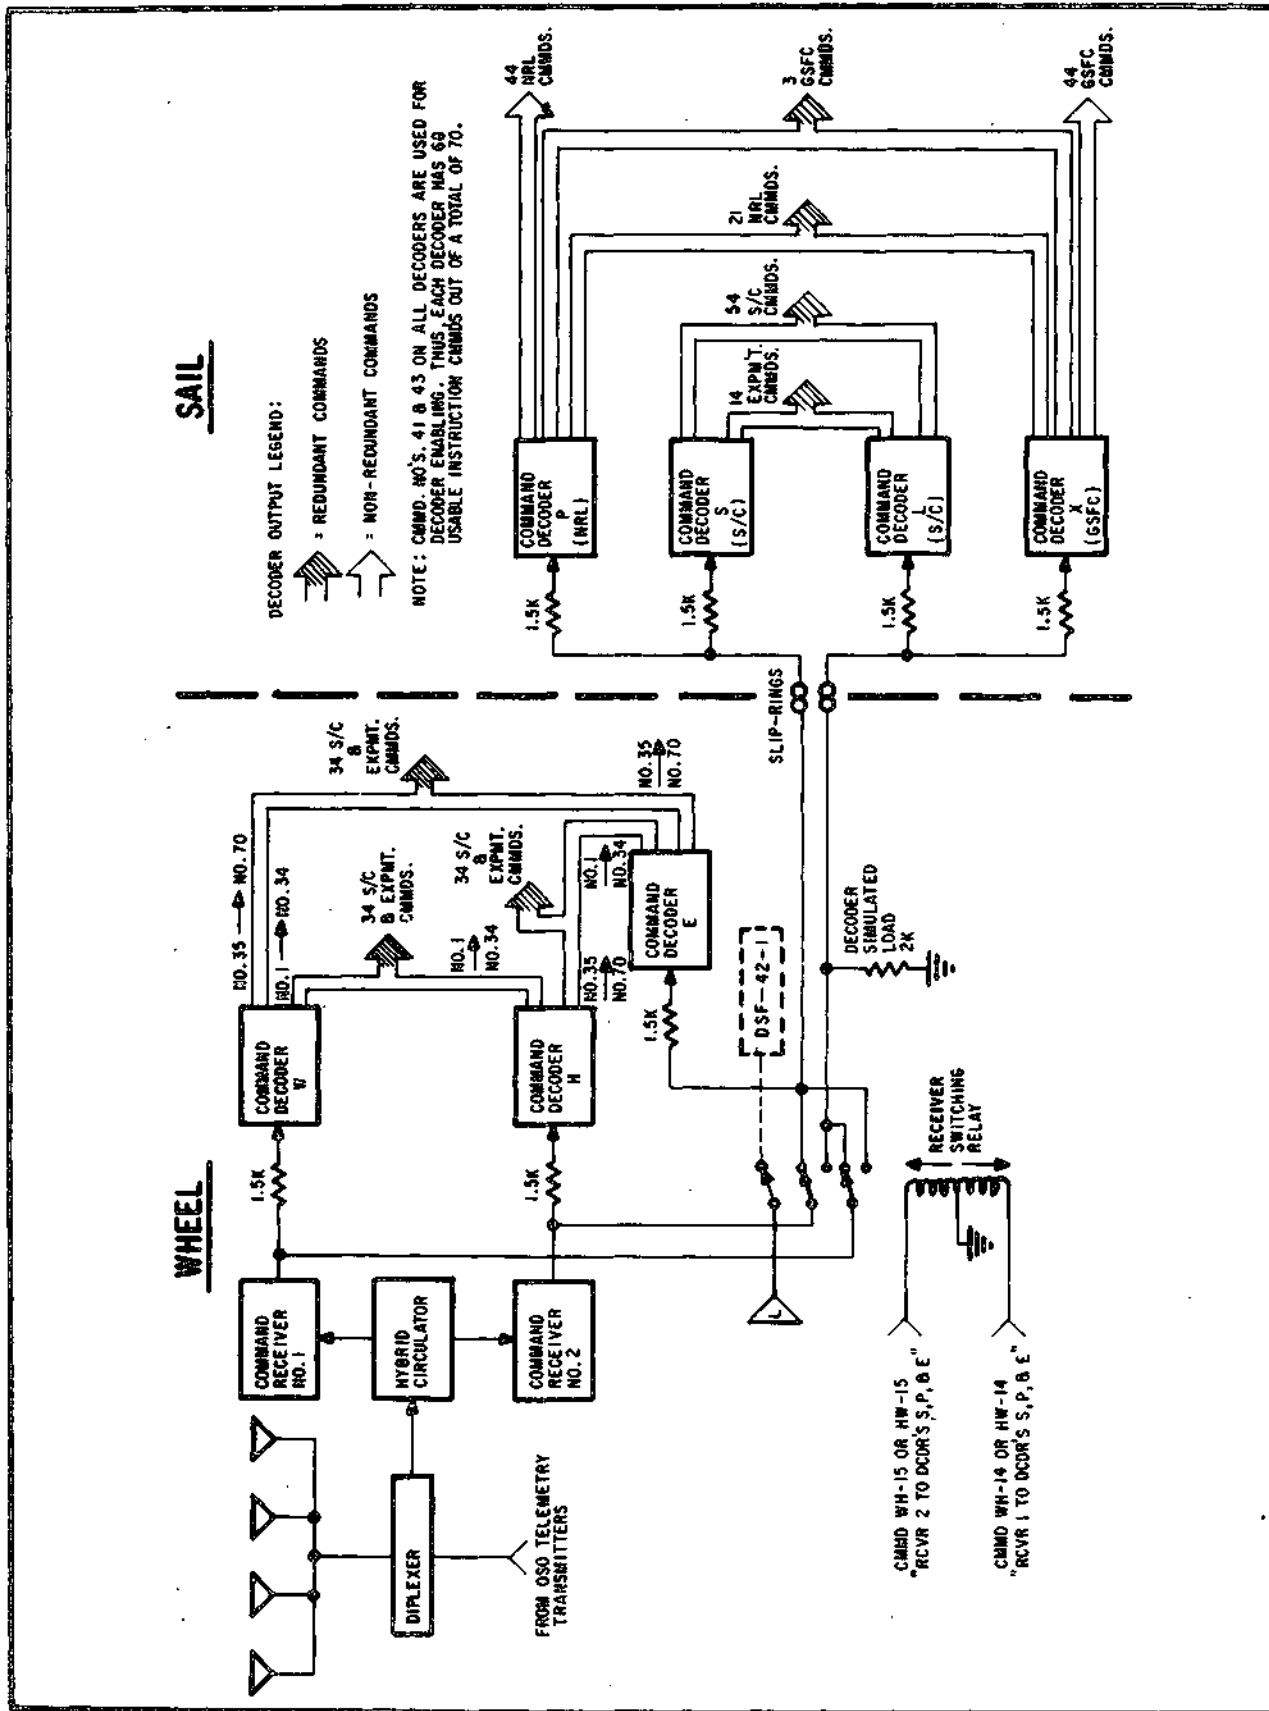 WHEEL
SAIL
COMMAND
RECEIVER
NO.1
HYBRID
CIRCULATOR
COMMAND
RECEIVER
NO.2
DIPLEXER
FROM OSO TELEMETRY
TRANSMITTERS
1.5K
1.5K
COMMAND
DECODER
W
COMMAND
DECODER
H
NO.35 NO.70
NO.1 NO.34
34 S/C
& EXPMT.
CMMDS.
34 S/C
&
EXPMT.
CMMDS.
NO.1
NO.34
34 S/C
&
EXPMT.
CMMDS.
NO.35
NO.70
NO.1
NO.34
NO.35
NO.70
COMMAND
DECODER
E
1.5K
L
DSF-42-1
DECODER
SIMULATED
LOAD
2K
SLIP-RINGS
RECEIVER
SWITCHING
RELAY
CMMD WH-15 OR HW-15
"RCVR 2 TO DCDR'S S,P,& E"
CMMD WH-14 OR HW-14
"RCVR 1 TO DCDR'S S,P,& E"
DECODER OUTPUT LEGEND:
= REDUNDANT COMMANDS
= NON-REDUNDANT COMMANDS
NOTE: CMMD. NO'S. 41 & 43 ON ALL DECODERS ARE USED FOR
DECODER ENABLING. THUS, EACH DECODER HAS 68
USABLE INSTRUCTION CMMDS OUT OF A TOTAL OF 70.
1.5K
1.5K
1.5K
1.5K
COMMAND
DECODER
P
(NRL)
COMMAND
DECODER
S
(S/C)
COMMAND
DECODER
L
(S/C)
COMMAND
DECODER
X
(GSFC)
14
EXPM'T.
CMMDS.
54
S/C
CMMDS.
21
NRL
CMMDS.
44
NRL
CMMDS.
3
GSFC
CMMDS.
44
GSFC
CMMDS.